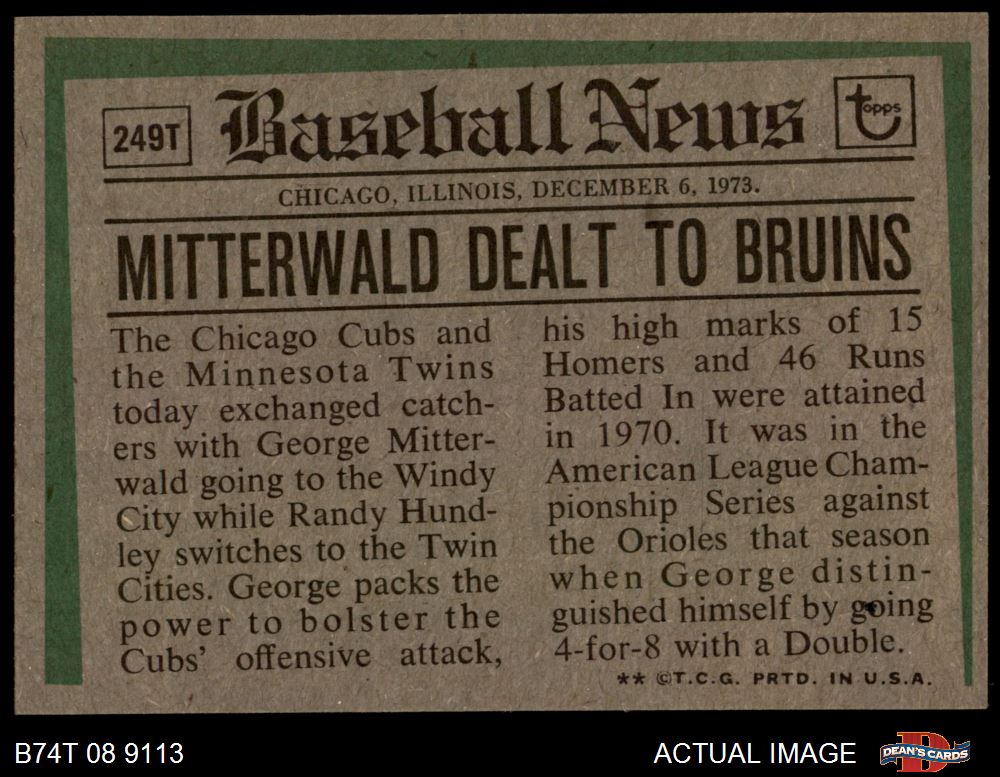 249T
Baseball News
topps
CHICAGO, ILLINOIS, DECEMBER 6, 1973.
MITTERWALD DEALT TO BRUINS
The Chicago Cubs and
the Minnesota Twins
today exchanged catch-
ers with George Mitter-
wald going to the Windy
City while Randy Hund-
ley switches to the Twin
Cities. George packs the
power to bolster the
Cubs' offensive attack,
his high marks of 15
Homers and 46 Runs
Batted In were attained
in 1970. It was in the
American League Cham-
pionship Series against
the Orioles that season
when George distin-
guished himself by going
4-for-8 with a Double.
** ©T.C.G. PRTD. IN U.S.A.
B74T 08 9113
ACTUAL IMAGE
DEAN'S CARDS